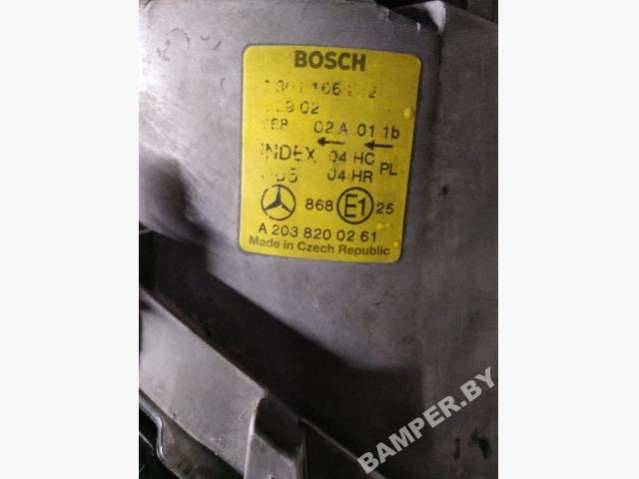 BOSCH
02 A 01 1b
INDEX 04 HC PL
04 HR
868 E1 25
A 203 820 02 61
Made in Czech Republic
BAMPER.BY